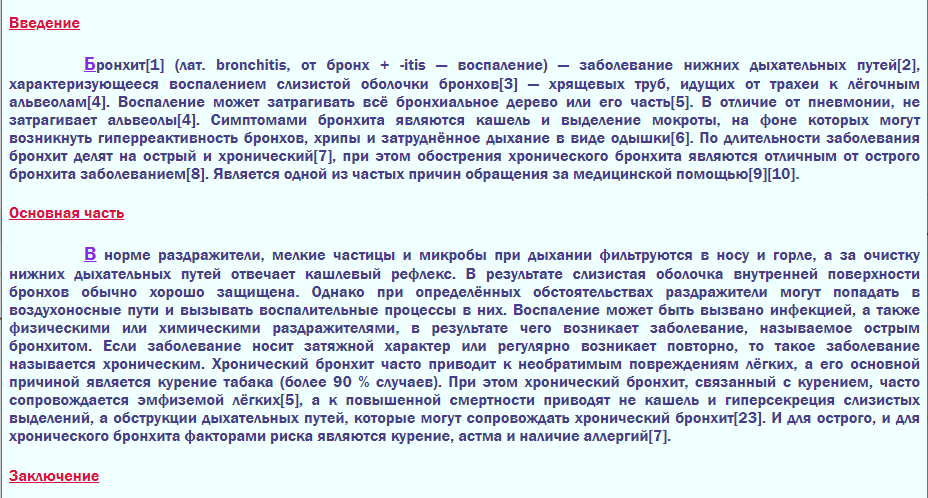 Введение
Бронхит[1] (лат. bronchitis, от бронх + -itis — воспаление) — заболевание нижних дыхательных путей[2],
характеризующееся воспалением слизистой оболочки бронхов[3] — хрящевых труб, идущих от трахеи к лёгочным
альвеолам[4]. Воспаление может затрагивать всё бронхиальное дерево или его часть[5]. В отличие от пневмонии, не
затрагивает альвеолы[4]. Симптомами бронхита являются кашель и выделение мокроты, на фоне которых могут
возникнуть гиперреактивность бронхов, хрипы и затруднённое дыхание в виде одышки[6]. По длительности заболевания
бронхит делят на острый и хронический[7], при этом обострения хронического бронхита являются отличным от острого
бронхита заболеванием[8]. Является одной из частых причин обращения за медицинской помощью[9][10].
Основная часть
В норме раздражители, мелкие частицы и микробы при дыхании фильтруются в носу и горле, а за очистку
нижних дыхательных путей отвечает кашлевый рефлекс. В результате слизистая оболочка внутренней поверхности
бронхов обычно хорошо защищена. Однако при определённых обстоятельствах раздражители могут попадать в
воздухоносные пути и вызывать воспалительные процессы в них. Воспаление может быть вызвано инфекцией, а также
физическими или химическими раздражителями, в результате чего возникает заболевание, называемое острым
бронхитом. Если заболевание носит затяжной характер или регулярно возникает повторно, то такое заболевание
называется хроническим. Хронический бронхит часто приводит к необратимым повреждениям лёгких, а его основной
причиной является курение табака (более 90 % случаев). При этом хронический бронхит, связанный с курением, часто
сопровождается эмфиземой лёгких[5], а к повышенной смертности приводят не кашель и гиперсекреция слизистых
выделений, а обструкции дыхательных путей, которые могут сопровождать хронический бронхит[23]. И для острого, и для
хронического бронхита факторами риска являются курение, астма и наличие аллергий[7].
Заключение